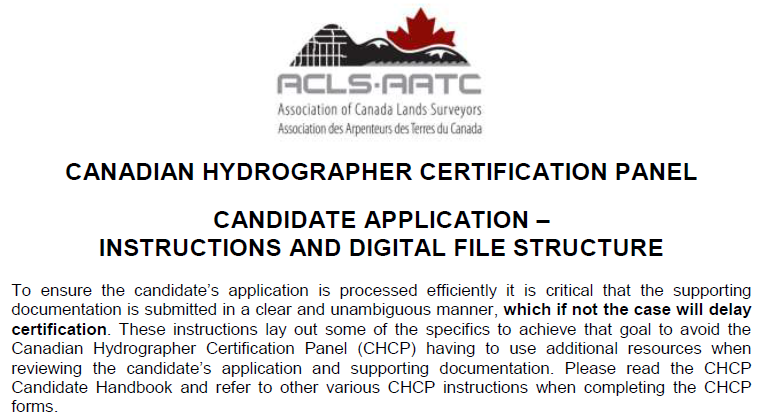 ACLS-AATC
Association of Canada Lands Surveyors
Association des Arpenteurs des Terres du Canada
CANADIAN HYDROGRAPHER CERTIFICATION PANEL
CANDIDATE APPLICATION –
INSTRUCTIONS AND DIGITAL FILE STRUCTURE
To ensure the candidate's application is processed efficiently it is critical that the supporting
documentation is submitted in a clear and unambiguous manner, which if not the case will delay
certification. These instructions lay out some of the specifics to achieve that goal to avoid the
Canadian Hydrographer Certification Panel (CHCP) having to use additional resources when
reviewing the candidate's application and supporting documentation. Please read the CHCP
Candidate Handbook and refer to other various CHCP instructions when completing the CHCP
forms.